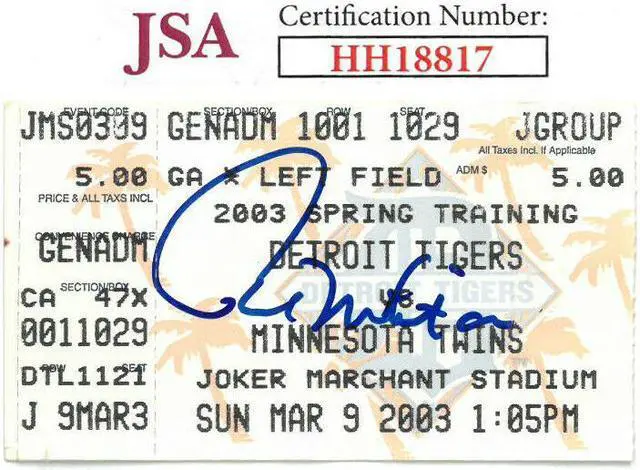 JSA
Certification Number:
HH18817
EVENT CODE SECTION/BOX ROW SEAT
JMS0309 GENADM 1001 1029 JGROUP
All Taxes Incl. If Applicable
5.00 GA X LEFT FIELD ADM $ 5.00
PRICE & ALL TAXS INCL
2003 SPRING TRAINING
CONVENIENCE CHARGE
GENADM DETROIT TIGERS
SECTION/BOX
CA 47X VS
DETROIT TIGERS
0011029 MINNESOTA TWINS
ROW SEAT
DTL1121 JOKER MARCHANT STADIUM
J 9MAR3 SUN MAR 9 2003 1:05PM